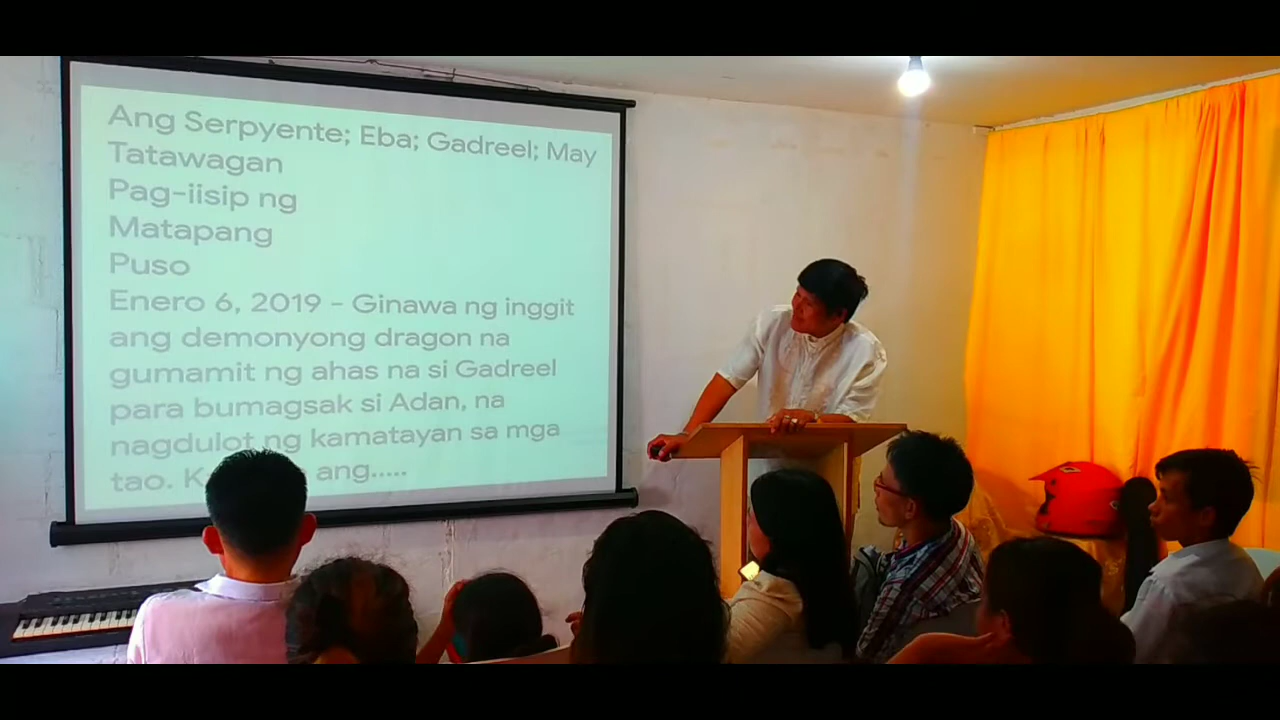 Ang Serpyente; Eba; Gadreel; May
Tatawagan
Pag-iisip ng
Matapang
Puso
Enero 6, 2019 - Ginawa ng inggit
ang demonyong dragon na
gumamit ng ahas na si Gadreel
para bumagsak si Adan, na
nagdulot ng kamatayan sa mga
tao. ang.....